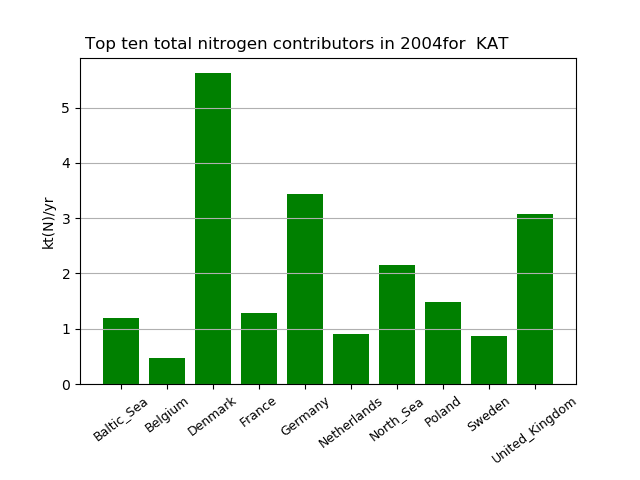 Top ten total nitrogen contributors in 2004for  KAT
kt(N)/yr
5
4
3
2
1
0
Baltic_Sea
Belgium
Denmark
France
Germany
Netherlands
North_Sea
Poland
Sweden
United_Kingdom